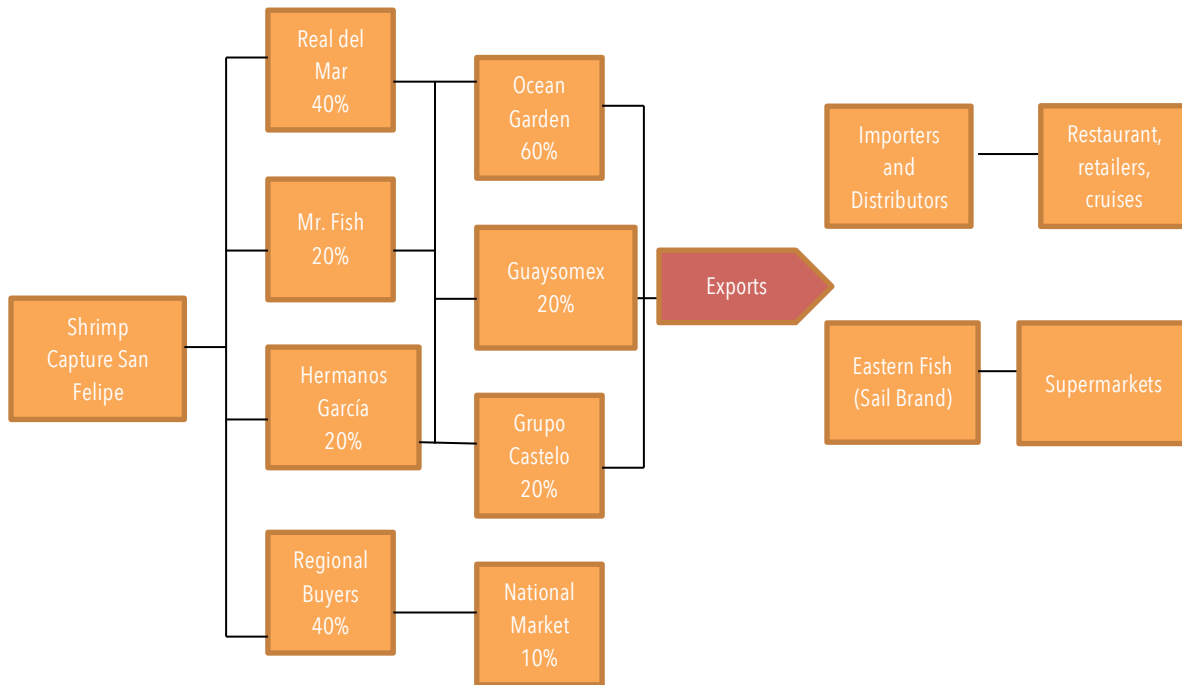 Shrimp
Capture San
Felipe
Real del
Mar
40%
Mr. Fish
20%
Hermanos
García
20%
Regional
Buyers
40%
Ocean
Garden
60%
Guaysomex
20%
Grupo
Castelo
20%
National
Market
10%
Exports
Importers
and
Distributors
Restaurant,
retailers,
cruises
Eastern Fish
(Sail Brand)
Supermarkets